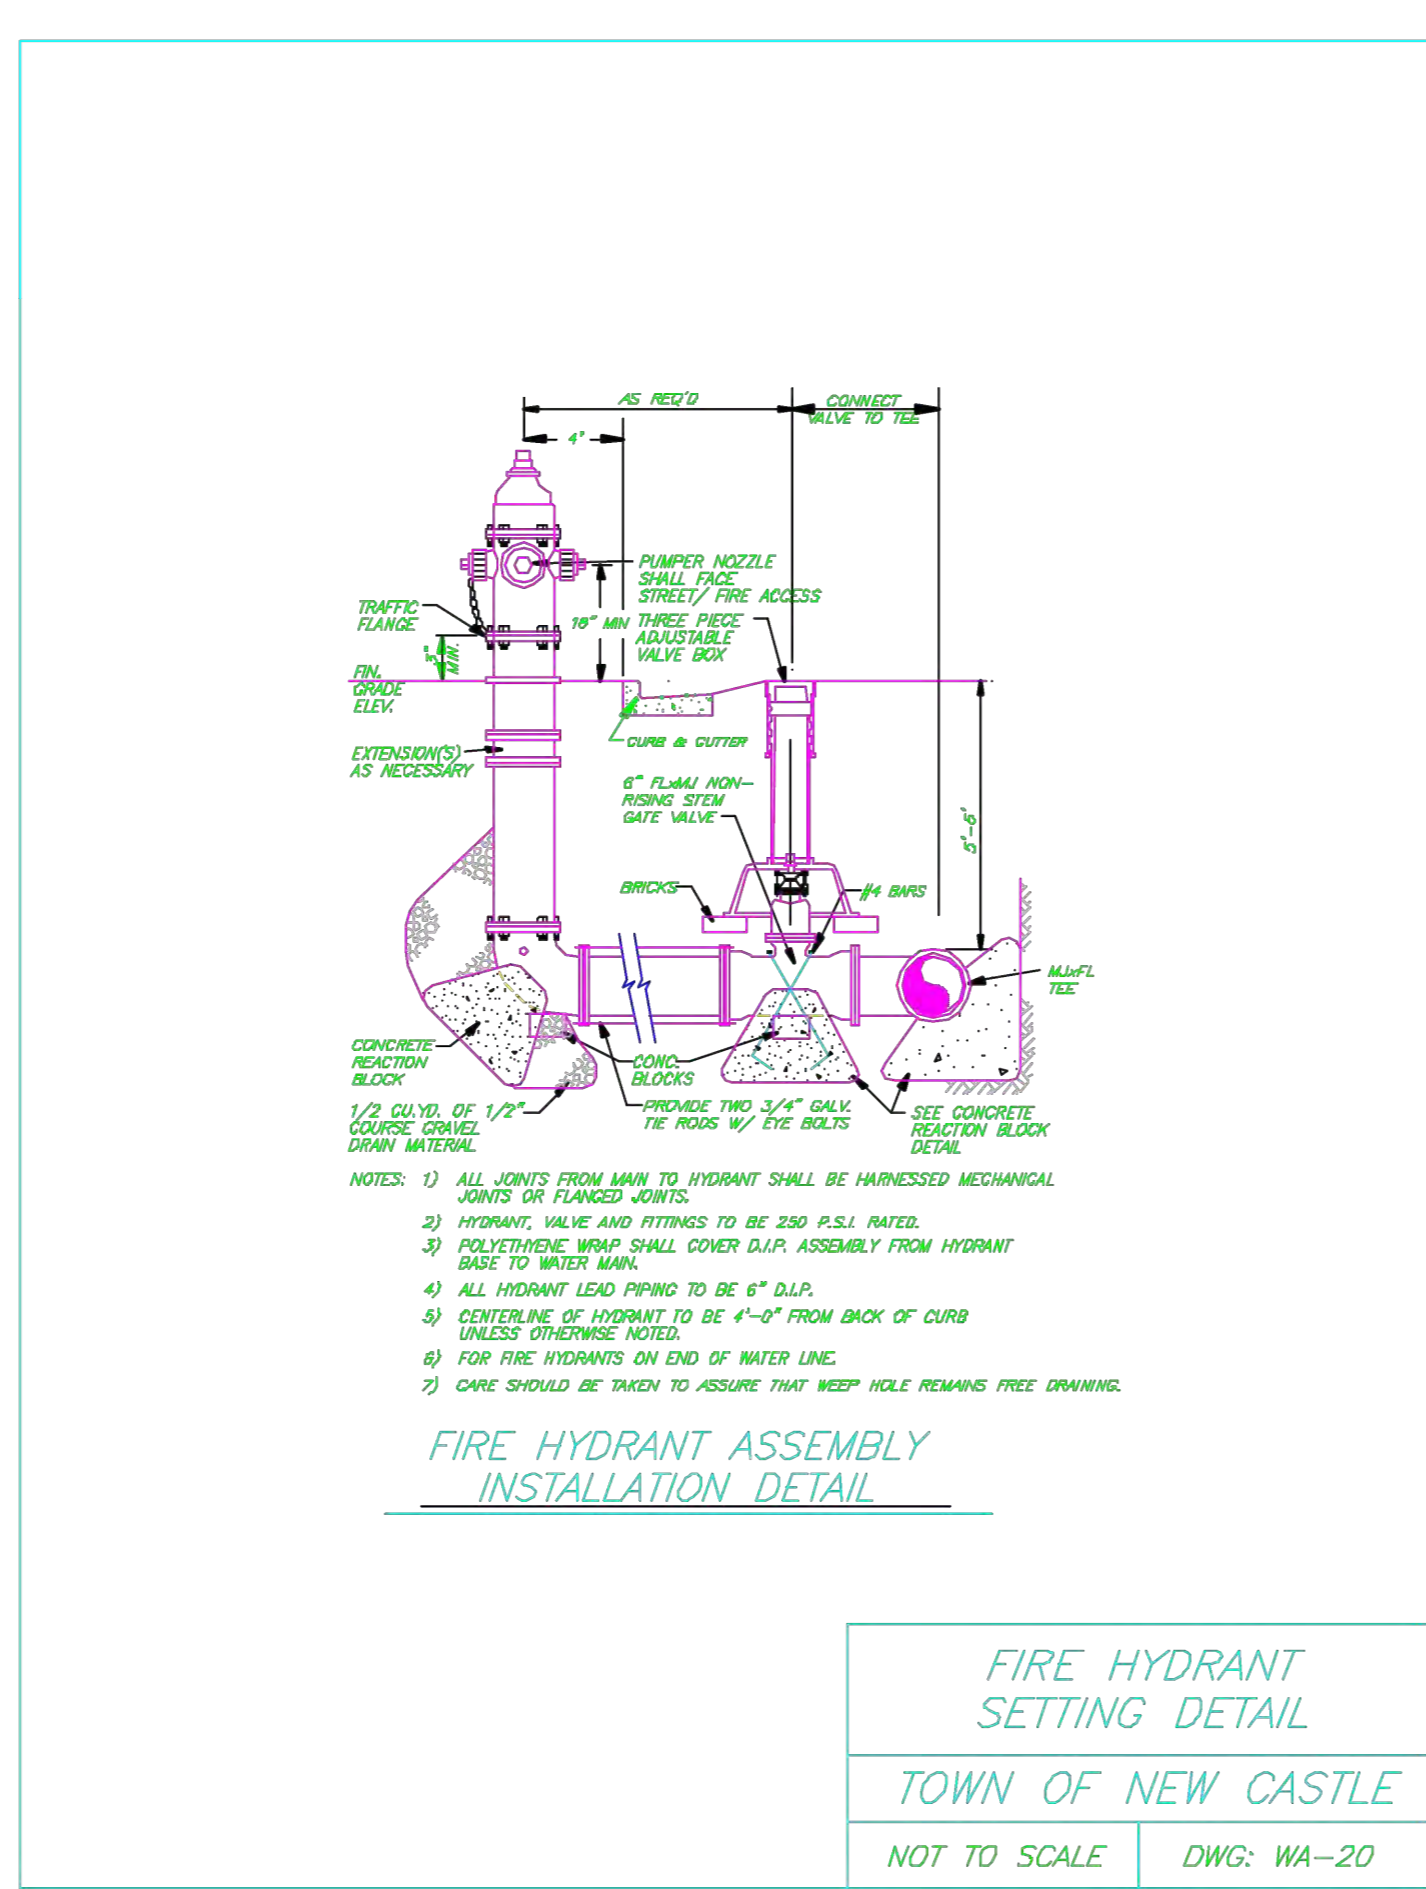 AS REQ'D
CONNECT
VALVE TO TEE
4'
PUMPER NOZZLE
SHALL FACE
STREET/ FIRE ACCESS
TRAFFIC
FLANGE
18" MIN
THREE PIECE
ADJUSTABLE
VALVE BOX
3"
MIN.
FIN.
GRADE
ELEV.
CURB & GUTTER
EXTENSION(S)
AS NECESSARY
6" FLxMJ NON-
RISING STEM
GATE VALVE
5'-6'
BRICKS
#4 BARS
MJxFL
TEE
CONCRETE
REACTION
BLOCK
CONC.
BLOCKS
1/2 CU.YD. OF 1/2"
COURSE GRAVEL
DRAIN MATERIAL
PROVIDE TWO 3/4" GALV.
TIE RODS W/ EYE BOLTS
SEE CONCRETE
REACTION BLOCK
DETAIL
NOTES: 1) ALL JOINTS FROM MAIN TO HYDRANT SHALL BE HARNESSED MECHANICAL
JOINTS OR FLANGED JOINTS.
2) HYDRANT, VALVE AND FITTINGS TO BE 250 P.S.I. RATED.
3) POLYETHYENE WRAP SHALL COVER D.I.P. ASSEMBLY FROM HYDRANT
BASE TO WATER MAIN.
4) ALL HYDRANT LEAD PIPING TO BE 6" D.I.P.
5) CENTERLINE OF HYDRANT TO BE 4'-0" FROM BACK OF CURB
UNLESS OTHERWISE NOTED.
6) FOR FIRE HYDRANTS ON END OF WATER LINE.
7) CARE SHOULD BE TAKEN TO ASSURE THAT WEEP HOLE REMAINS FREE DRAINING.
FIRE HYDRANT ASSEMBLY
INSTALLATION DETAIL
FIRE HYDRANT
SETTING DETAIL
TOWN OF NEW CASTLE
NOT TO SCALE
DWG: WA-20